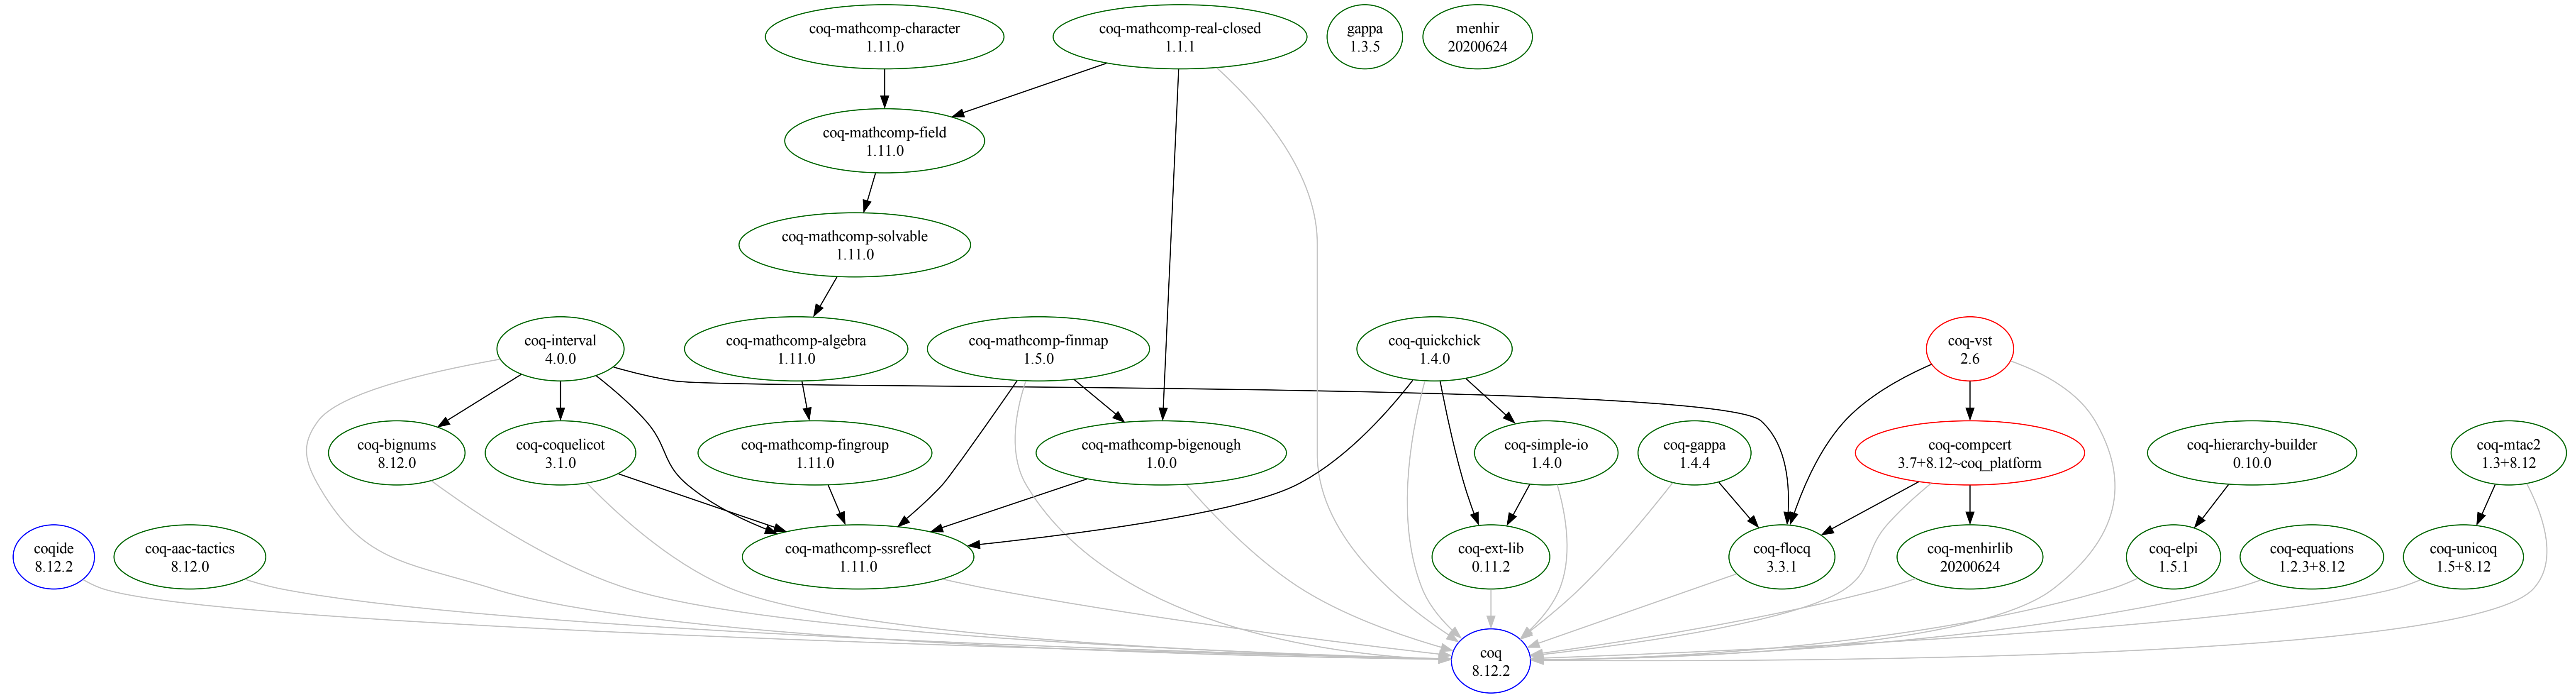 coq-mathcomp-character
1.11.0
coq-mathcomp-real-closed
1.1.1
gappa
1.3.5
menhir
20200624
coq-mathcomp-field
1.11.0
coq-mathcomp-solvable
1.11.0
coq-interval
4.0.0
coq-mathcomp-algebra
1.11.0
coq-mathcomp-finmap
1.5.0
coq-quickchick
1.4.0
coq-vst
2.6
coq-bignums
8.12.0
coq-coquelicot
3.1.0
coq-mathcomp-fingroup
1.11.0
coq-mathcomp-bigenough
1.0.0
coq-simple-io
1.4.0
coq-gappa
1.4.4
coq-compcert
3.7+8.12~coq_platform
coq-hierarchy-builder
0.10.0
coq-mtac2
1.3+8.12
coqide
8.12.2
coq-aac-tactics
8.12.0
coq-mathcomp-ssreflect
1.11.0
coq-ext-lib
0.11.2
coq-flocq
3.3.1
coq-menhirlib
20200624
coq-elpi
1.5.1
coq-equations
1.2.3+8.12
coq-unicoq
1.5+8.12
coq
8.12.2